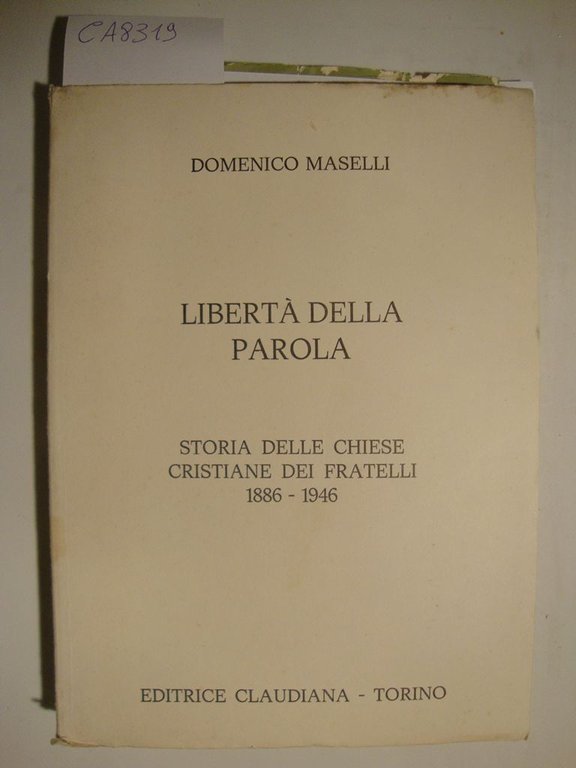 CA8319
DOMENICO MASELLI
LIBERTÀ DELLA
PAROLA
STORIA DELLE CHIESE
CRISTIANE DEI FRATELLI
1886 - 1946
EDITRICE CLAUDIANA - TORINO